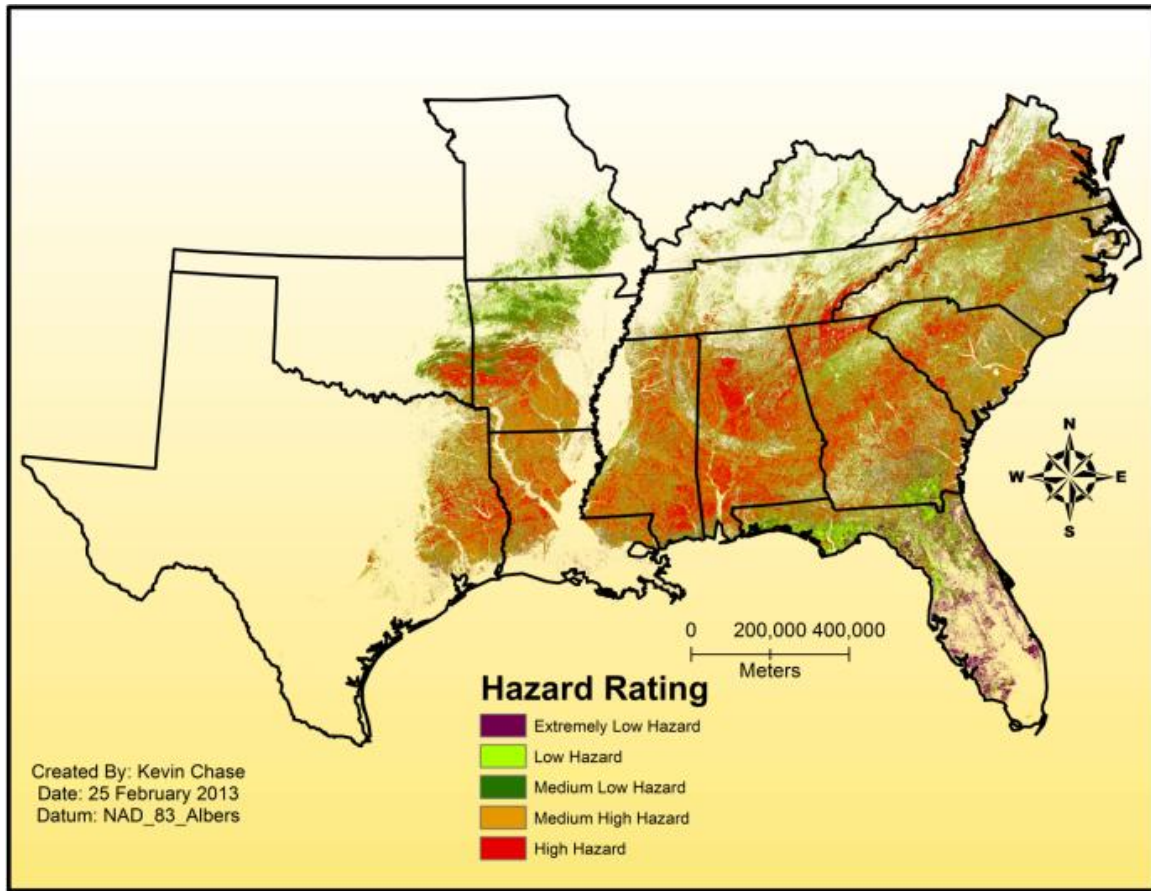 N
W
E
S
0 200,000 400,000
Meters
Hazard Rating
Extremely Low Hazard
Low Hazard
Medium Low Hazard
Medium High Hazard
High Hazard
Created By: Kevin Chase
Date: 25 February 2013
Datum: NAD_83_Albers